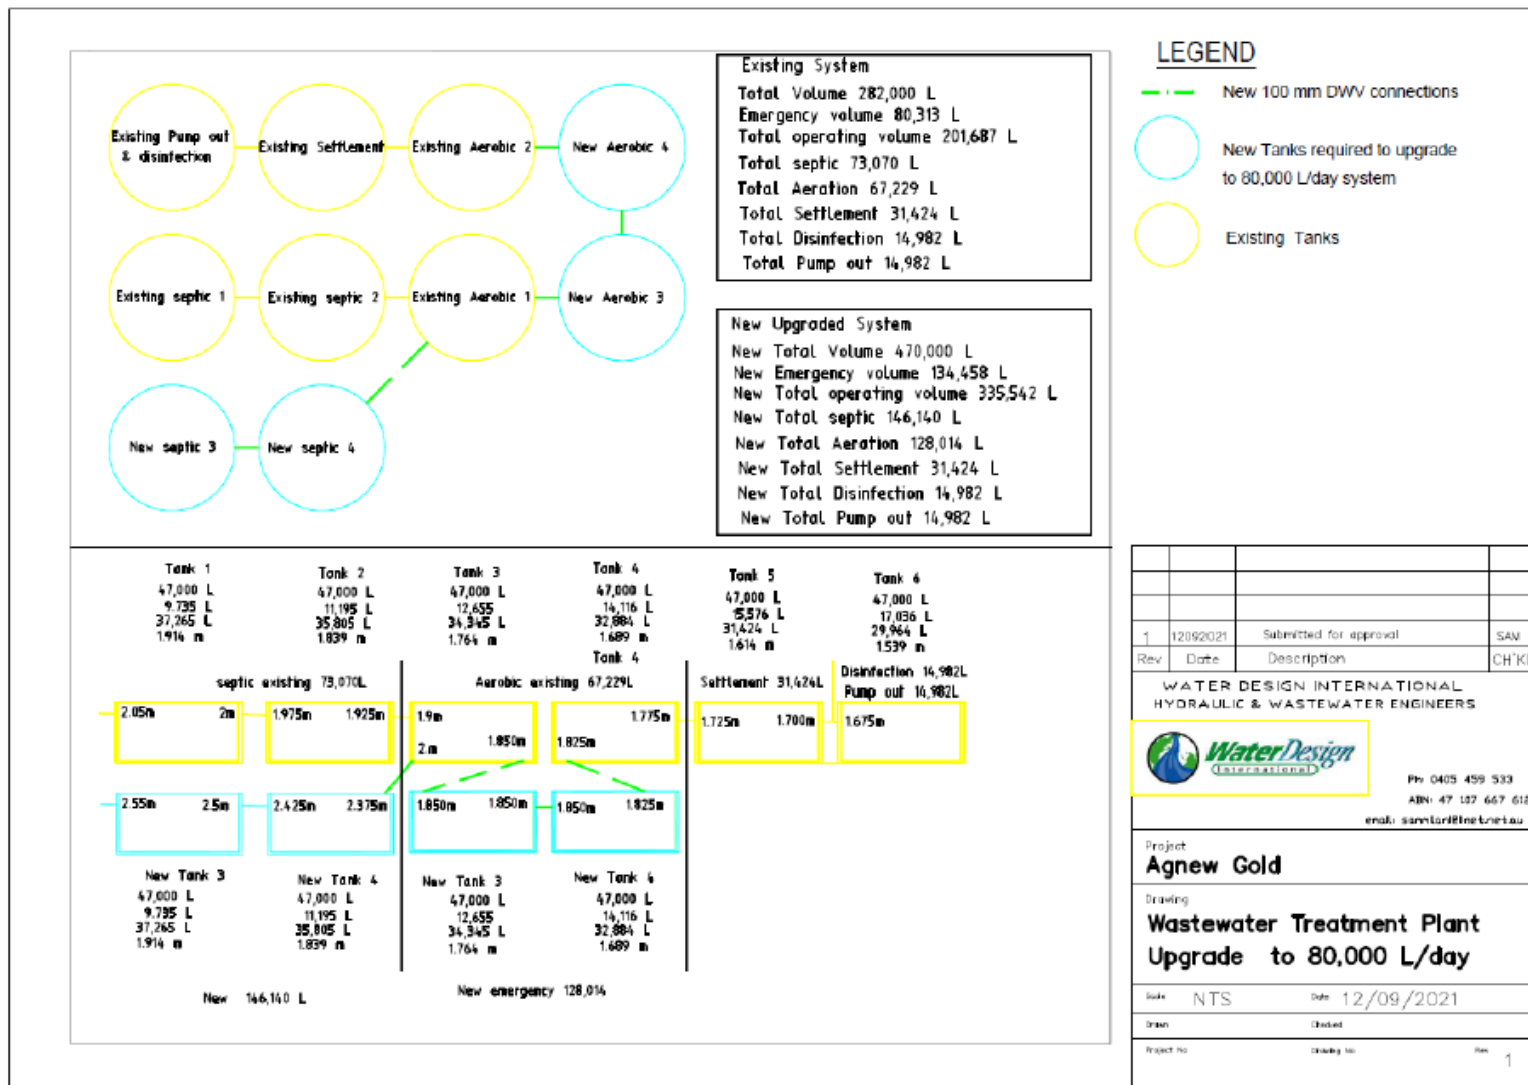 LEGEND
New 100 mm DWV connections
New Tanks required to upgrade
to 80,000 L/day system
Existing Tanks
Existing Pump out
& disinfection
Existing Settlement
Existing Aerobic 2
New Aerobic 4
Existing septic 1
Existing septic 2
Existing Aerobic 1
New Aerobic 3
New septic 3
New septic 4
Existing System
Total Volume 282,000 L
Emergency volume 80,313 L
Total operating volume 201,687 L
Total septic 73,070 L
Total Aeration 67,229 L
Total Settlement 31,424 L
Total Disinfection 14,982 L
Total Pump out 14,982 L
New Upgraded System
New Total Volume 470,000 L
New Emergency volume 134,458 L
New Total operating volume 335,542 L
New Total septic 146,140 L
New Total Aeration 128,014 L
New Total Settlement 31,424 L
New Total Disinfection 14,982 L
New Total Pump out 14,982 L
Tank 1
47,000 L
9.735 L
37,265 L
1.914 m
Tank 2
47,000 L
11,195 L
35,805 L
1.839 m
Tank 3
47,000 L
12,655
34,345 L
1.764 m
Tank 4
47,000 L
14,116 L
32,884 L
1.689 m
Tank 4
Tank 5
47,000 L
15,576 L
31,424 L
1.614 m
Tank 6
47,000 L
17,036 L
29,964 L
1.539 m
septic existing 73,070L
Aerobic existing 67,229L
Settlement 31,424L
Disinfection 14,982L
Pump out 14,982L
2.05m 2m
1.975m 1.925m
1.9m
2.m 1.850m
1.775m
1.825m
1.725m 1.700m
1.675m
2.55m 2.5m
2.425m 2.375m
1.850m 1.850m
1.850m 1.825m
New Tank 3
47,000 L
9.735 L
37,265 L
1.914 m
New Tank 4
47,000 L
11,195 L
35,805 L
1.839 m
New Tank 3
47,000 L
12,655
34,345 L
1.764 m
New Tank 4
47,000 L
14,116 L
32,884 L
1.689 m
New 146,140 L
New emergency 128,014
1 12092021 Submitted for approval SAM
Rev Date Description CH'K
WATER DESIGN INTERNATIONAL
HYDRAULIC & WASTEWATER ENGINEERS
WaterDesign
International
Ph: 0405 459 533
ABN: 47 107 667
email:
Project
Agnew Gold
Drawing
Wastewater Treatment Plant
Upgrade to 80,000 L/day
Scale NTS Date 12/09/2021
Drawn Checked
Project No Drawing No Rev 1